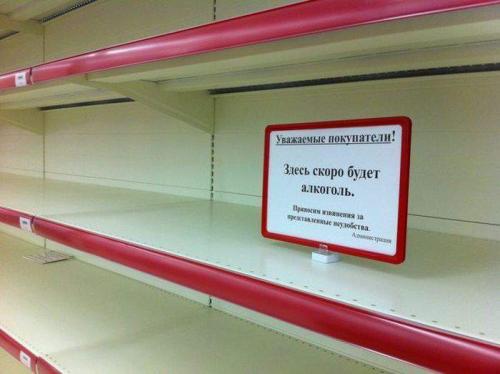 Уважаемые покупатели!
Здесь скоро будет
алкоголь.
Приносим извинения за
представленные неудобства.
Администрация